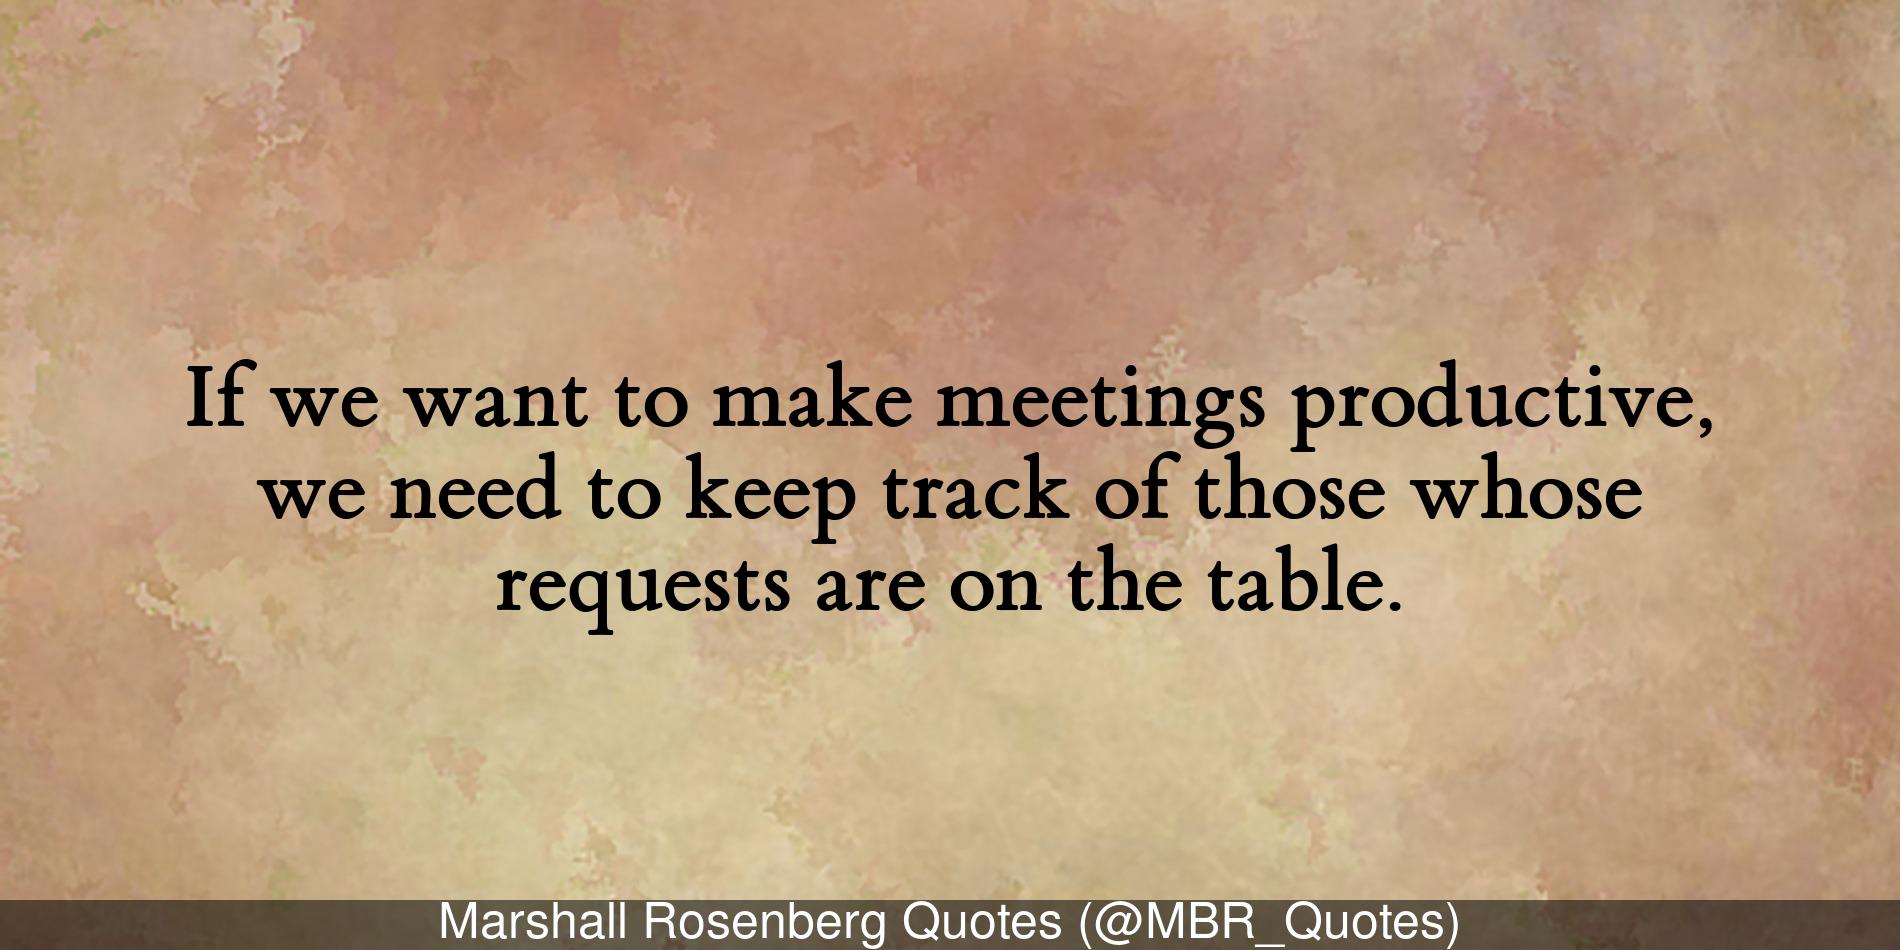 If we want to make meetings productive,
we need to keep track of those whose
requests are on the table.
Marshall Rosenberg Quotes (@MBR_Quotes)